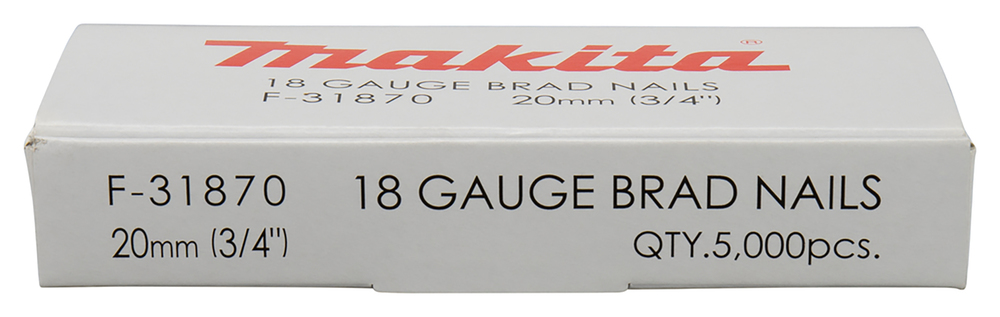 Makita®
18 GAUGE BRAD NAILS
F-31870 20mm (3/4")
F-31870 18 GAUGE BRAD NAILS
20mm (3/4") QTY.5,000pcs.